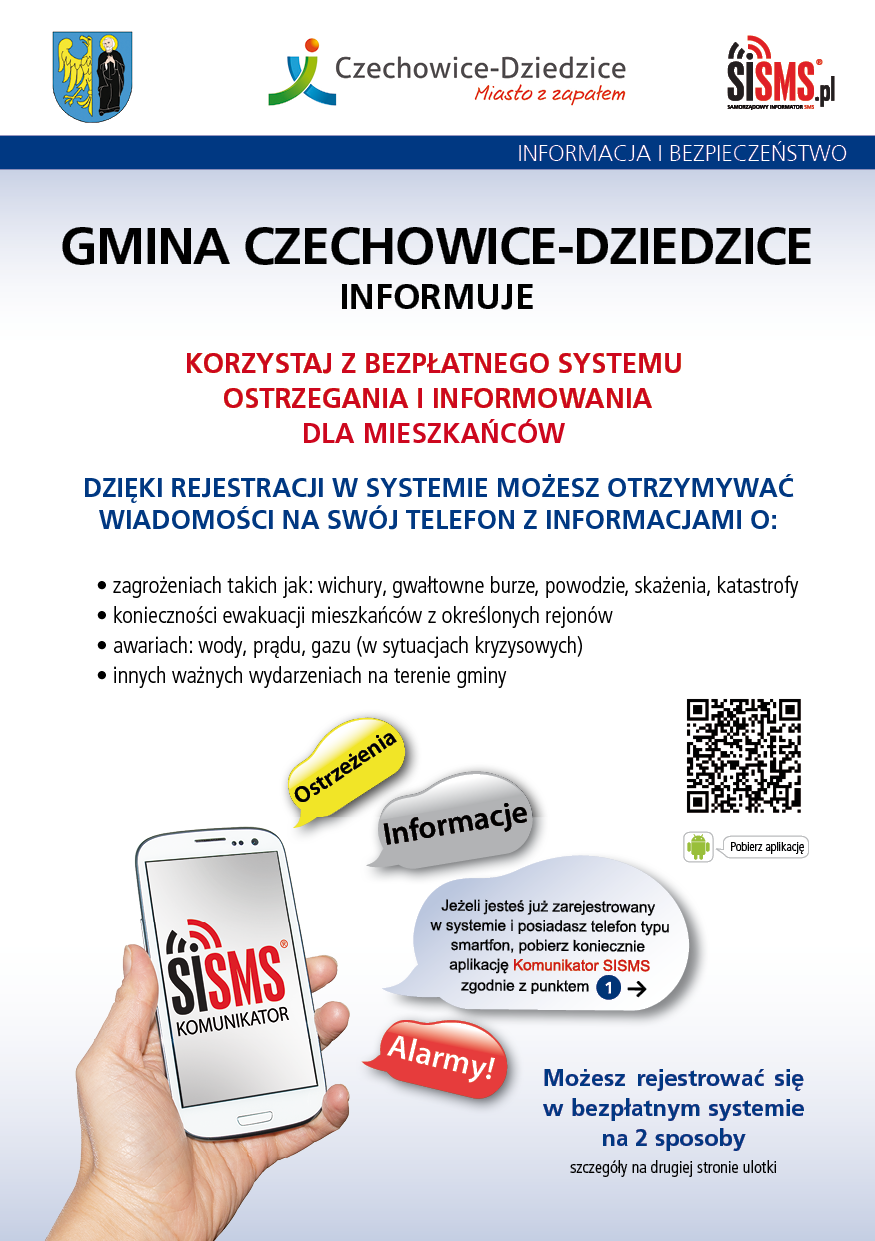 Czechowice-Dziedzice
Miasto z zapałem
SISMS.pl
SAMORZĄDOWY INFORMATOR SMS
INFORMACJA I BEZPIECZEŃSTWO
GMINA CZECHOWICE-DZIEDZICE
INFORMUJE
KORZYSTAJ Z BEZPŁATNEGO SYSTEMU
OSTRZEGANIA I INFORMOWANIA
DLA MIESZKAŃCÓW
DZIĘKI REJESTRACJI W SYSTEMIE MOŻESZ OTRZYMYWAĆ
WIADOMOŚCI NA SWÓJ TELEFON Z INFORMACJAMI O:
• zagrożeniach takich jak: wichury, gwałtowne burze, powodzie, skażenia, katastrofy
• konieczności ewakuacji mieszkańców z określonych rejonów
• awariach: wody, prądu, gazu (w sytuacjach kryzysowych)
• innych ważnych wydarzeniach na terenie gminy
Ostrzeżenia
Informacje
Pobierz aplikację
Jeżeli jesteś już zarejestrowany
w systemie i posiadasz telefon typu
smartfon, pobierz koniecznie
aplikację Komunikator SISMS
zgodnie z punktem 1 →
SISMS®
KOMUNIKATOR
Alarmy!
Możesz rejestrować się
w bezpłatnym systemie
na 2 sposoby
szczegóły na drugiej stronie ulotki